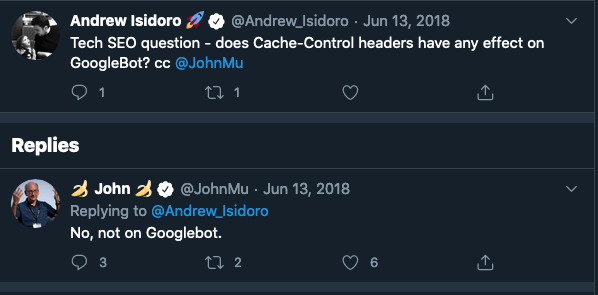 Andrew Isidoro 🚀 @Andrew_Isidoro · Jun 13, 2018
Tech SEO question - does Cache-Control headers have any effect on
GoogleBot? cc @JohnMu
1 1
Replies
🍌 John 🍌 @JohnMu · Jun 13, 2018
Replying to @Andrew_Isidoro
No, not on Googlebot.
3 2 6